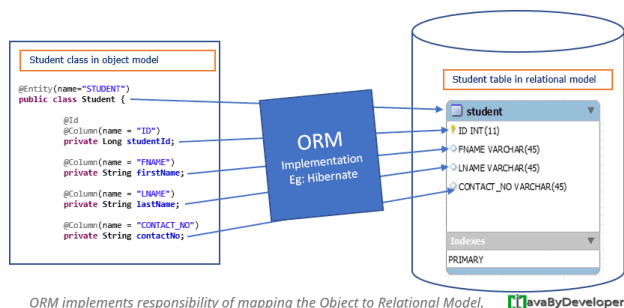 Student class in object model
@Entity(name="STUDENT")
public class Student {
@Id
@Column(name = "ID")
private Long studentId;
@Column(name = "FNAME")
private String firstName;
@Column(name = "LNAME")
private String lastName;
@Column(name = "CONTACT_NO")
private String contactNo;
ORM
Implementation
Eg: Hibernate
Student table in relational model
student
ID INT(11)
FNAME VARCHAR(45)
LNAME VARCHAR(45)
CONTACT_NO VARCHAR(45)
Indexes
PRIMARY
ORM implements responsibility of mapping the Object to Relational Model.
JavaByDeveloper